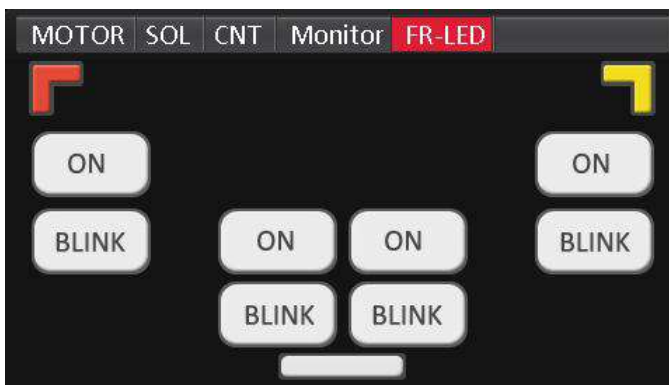 MOTOR SOL CNT Monitor FR-LED
ON ON
BLINK BLINK
ON ON
BLINK BLINK